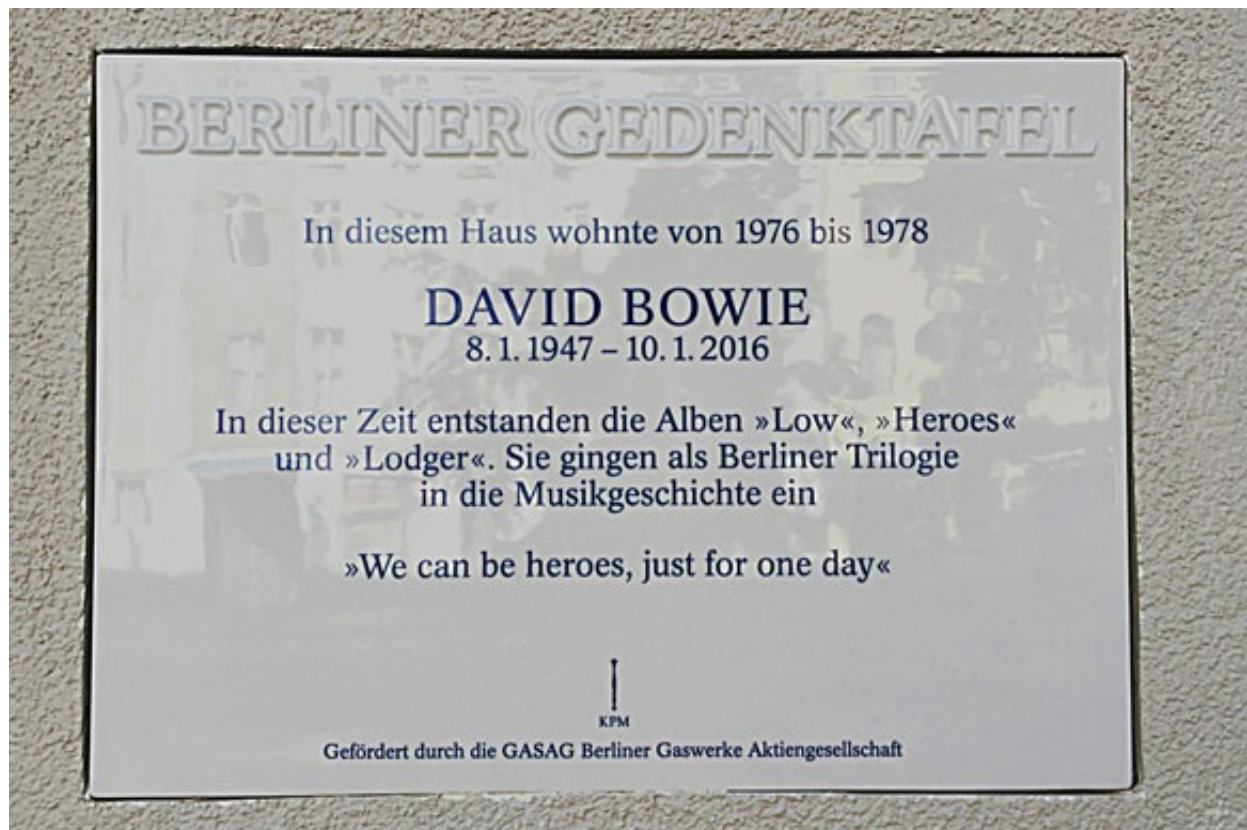 BERLINER GEDENKTAFEL
In diesem Haus wohnte von 1976 bis 1978
DAVID BOWIE
8. 1. 1947 – 10. 1. 2016
In dieser Zeit entstanden die Alben »Low«, »Heroes«
und »Lodger«. Sie gingen als Berliner Trilogie
in die Musikgeschichte ein
»We can be heroes, just for one day«
KPM
Gefördert durch die GASAG Berliner Gaswerke Aktiengesellschaft